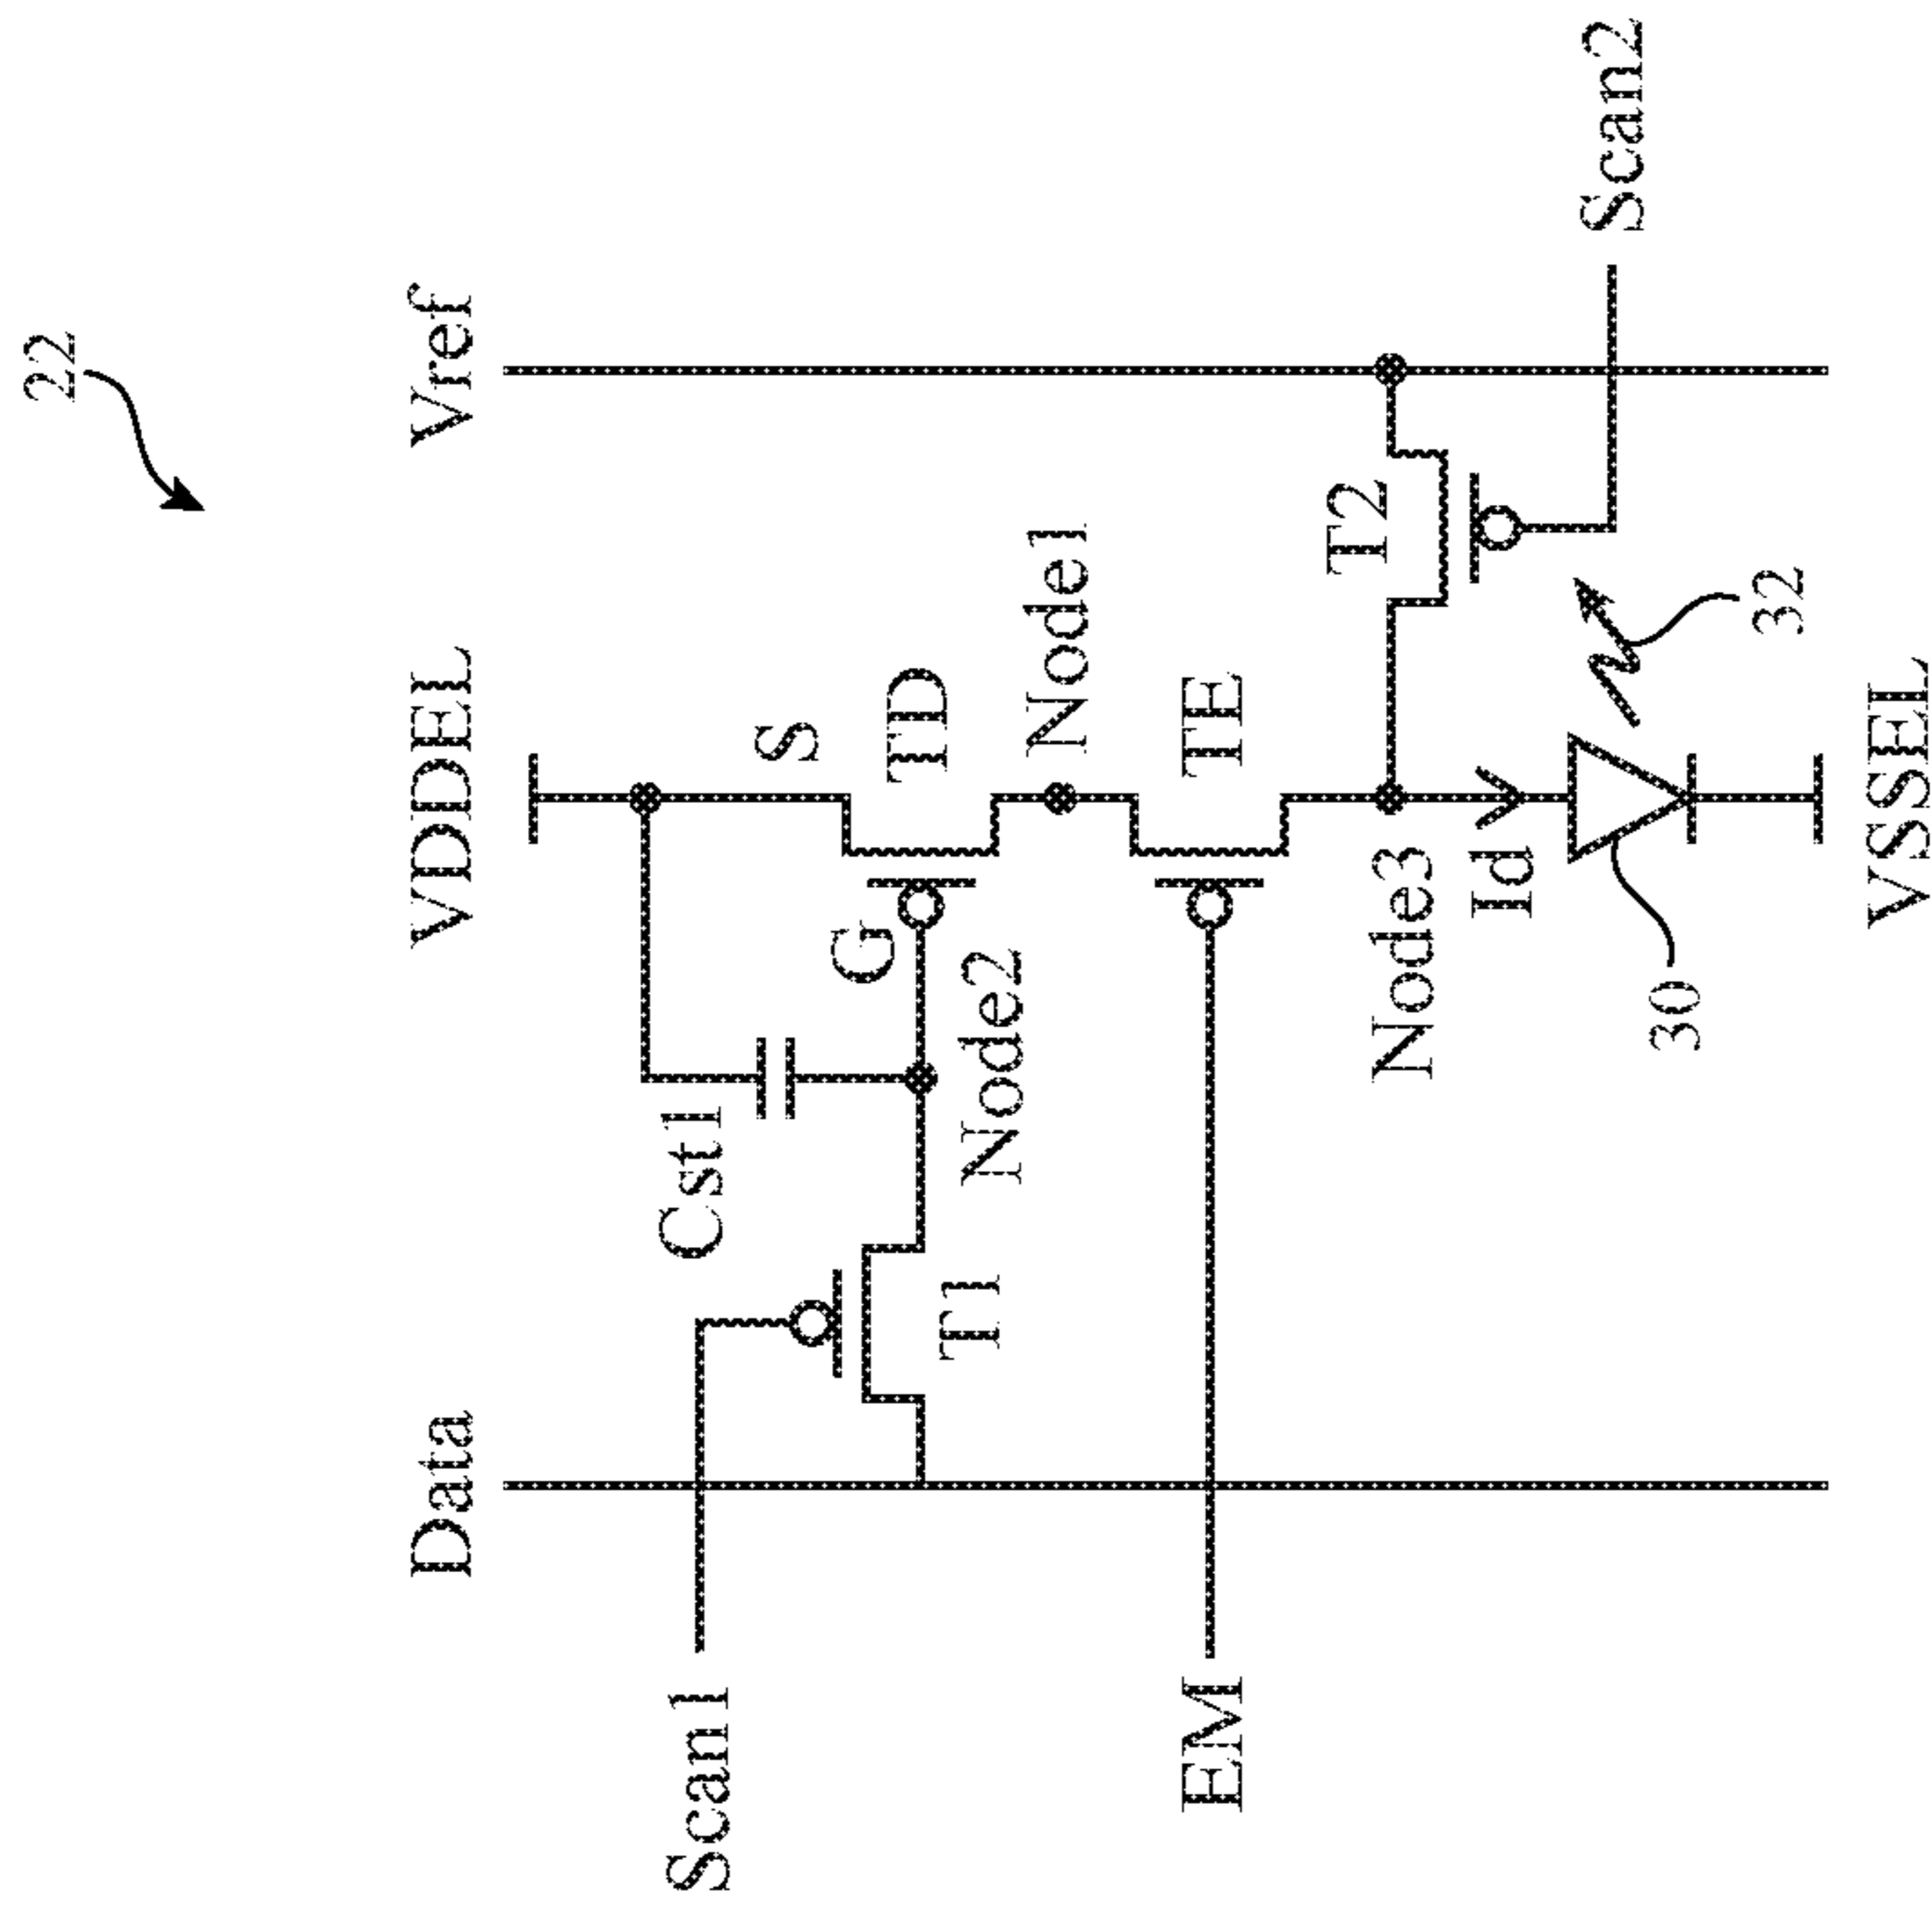 22
Data
VDDEL
Vref
Scan1
Cst1
S
G
TD
T1
Node2
Node1
EM
TE
T2
Node3
Id
Scan2
30
32
VSSEL